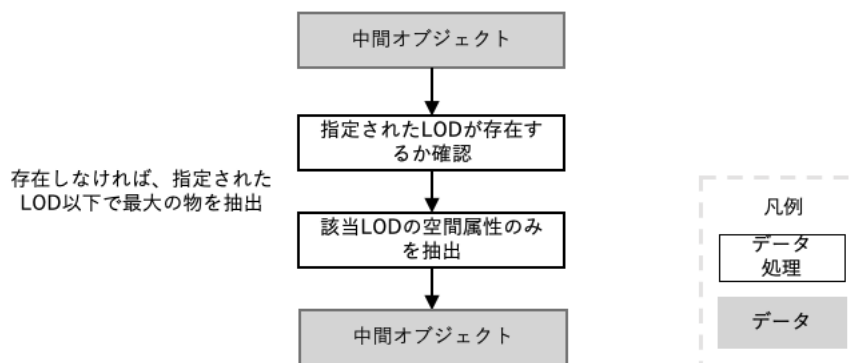 中間オブジェクト
指定されたLODが存在す
るか確認
存在しなければ、指定された
LOD以下で最大の物を抽出
該当LODの空間属性のみ
を抽出
中間オブジェクト
凡例
データ
処理
データ